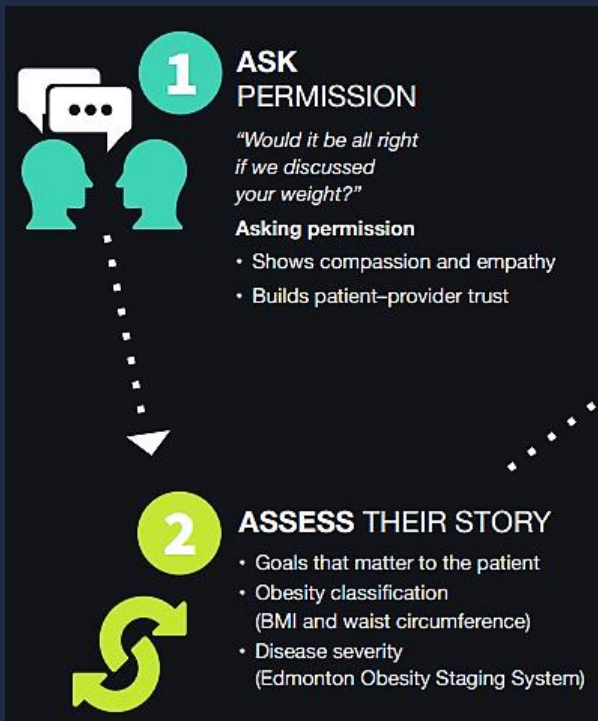 1
ASK
PERMISSION
"Would it be all right
if we discussed
your weight?"
Asking permission
• Shows compassion and empathy
• Builds patient–provider trust
2
ASSESS THEIR STORY
• Goals that matter to the patient
• Obesity classification
(BMI and waist circumference)
• Disease severity
(Edmonton Obesity Staging System)